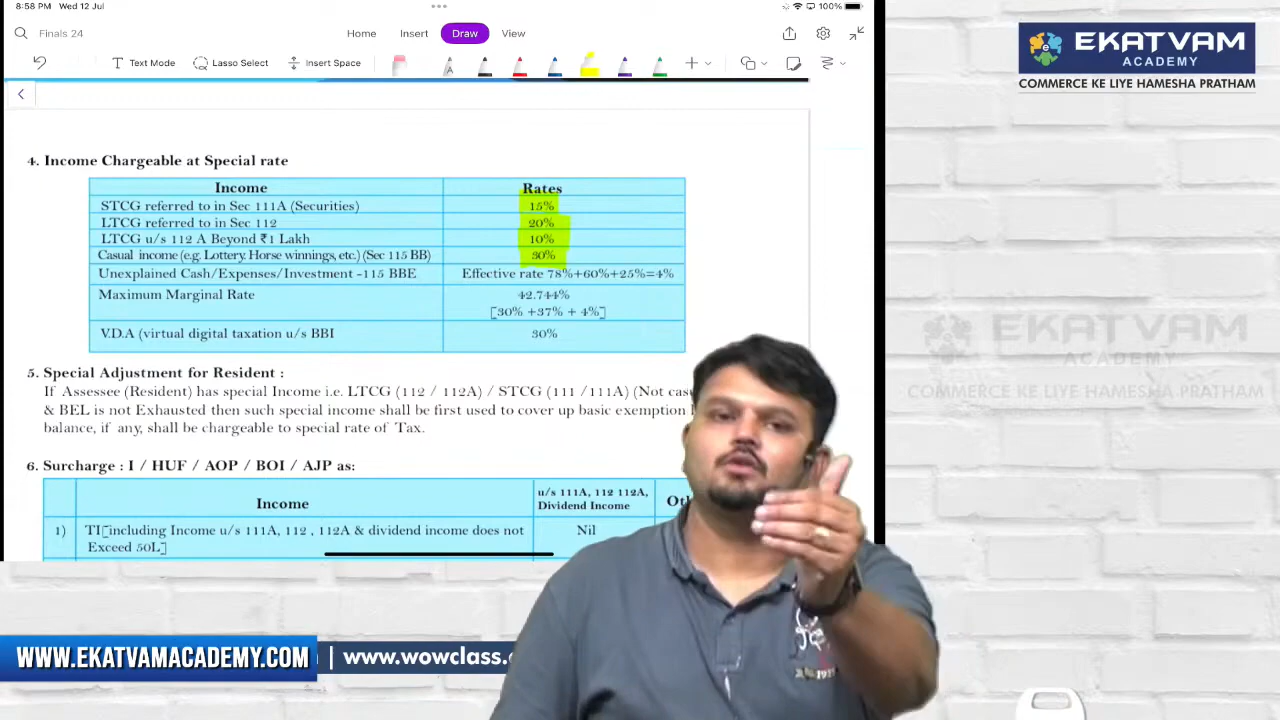 8:58 PM Wed 12 Jul
100%
Finals 24
Home Insert Draw View
Text Mode Lasso Select Insert Space
EKATVAM
ACADEMY
COMMERCE KE LIYE HAMESHA PRATHAM
4. Income Chargeable at Special rate
Income Rates
STCG referred to in Sec 111A (Securities) 15%
LTCG referred to in Sec 112 20%
LTCG u/s 112 A Beyond ₹1 Lakh 10%
Casual income (e.g. Lottery, Horse winnings, etc.) (Sec 115 BB) 30%
Unexplained Cash/Expenses/Investment -115 BBE Effective rate 78%+60%+25%=4%
Maximum Marginal Rate 42.744%
[30% +37% + 4%]
V.D.A (virtual digital taxation u/s BBI 30%
EKATVAM
ACADEMY
COMMERCE KE LIYE HAMESHA PRATHAM
5. Special Adjustment for Resident :
If Assessee (Resident) has special Income i.e. LTCG (112 / 112A) / STCG (111 /111A) (Not
& BEL is not Exhausted then such special income shall be first used to cover up basic exemption
balance, if any, shall be chargeable to special rate of Tax.
6. Surcharge : I / HUF / AOP / BOI / AJP as:
Income u/s 111A, 112 112A,
Dividend Income
1) TI[including Income u/s 111A, 112 , 112A & dividend income does not Nil
Exceed 50L]
WWW.EKATVAMACADEMY.COM www.wowclass.